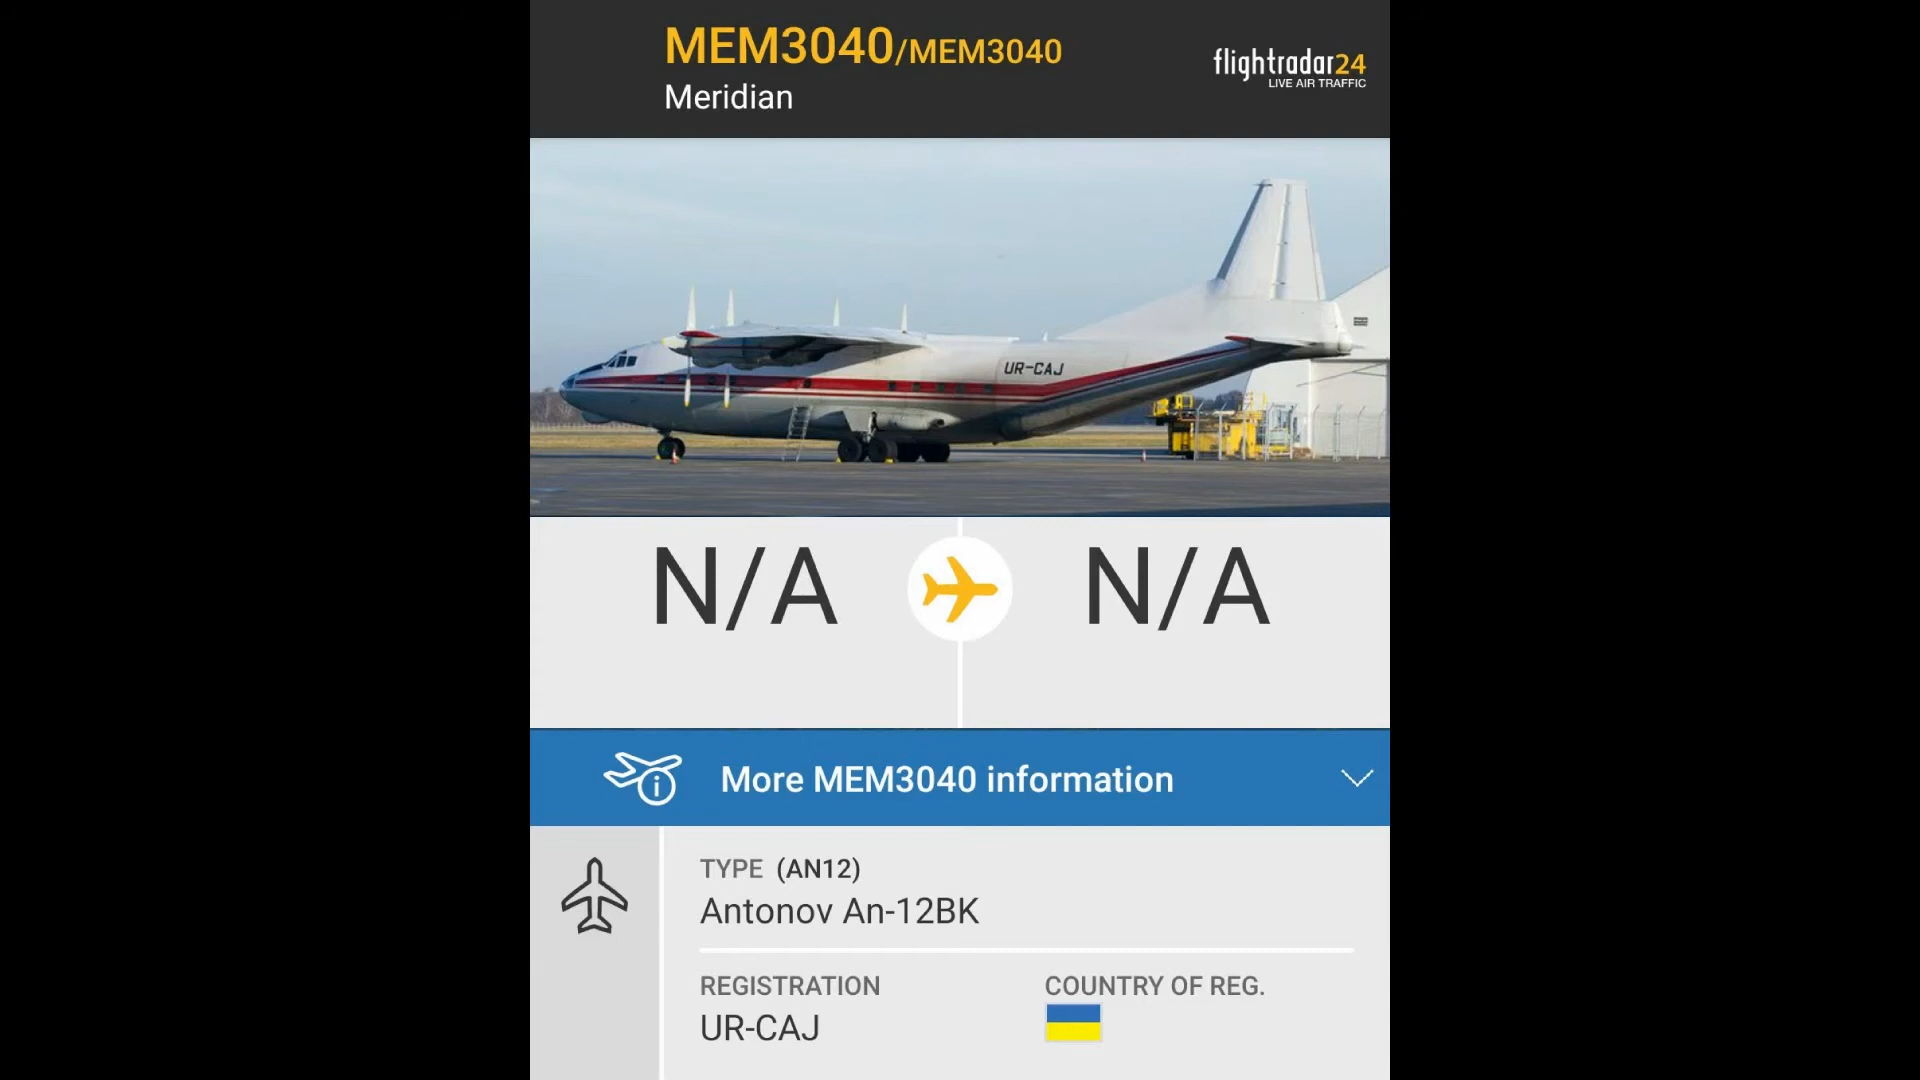 MEM3040/MEM3040
Meridian
flightradar24
LIVE AIR TRAFFIC
UR-CAJ
N/A
N/A
More MEM3040 information
TYPE (AN12)
Antonov An-12BK
REGISTRATION
COUNTRY OF REG.
UR-CAJ